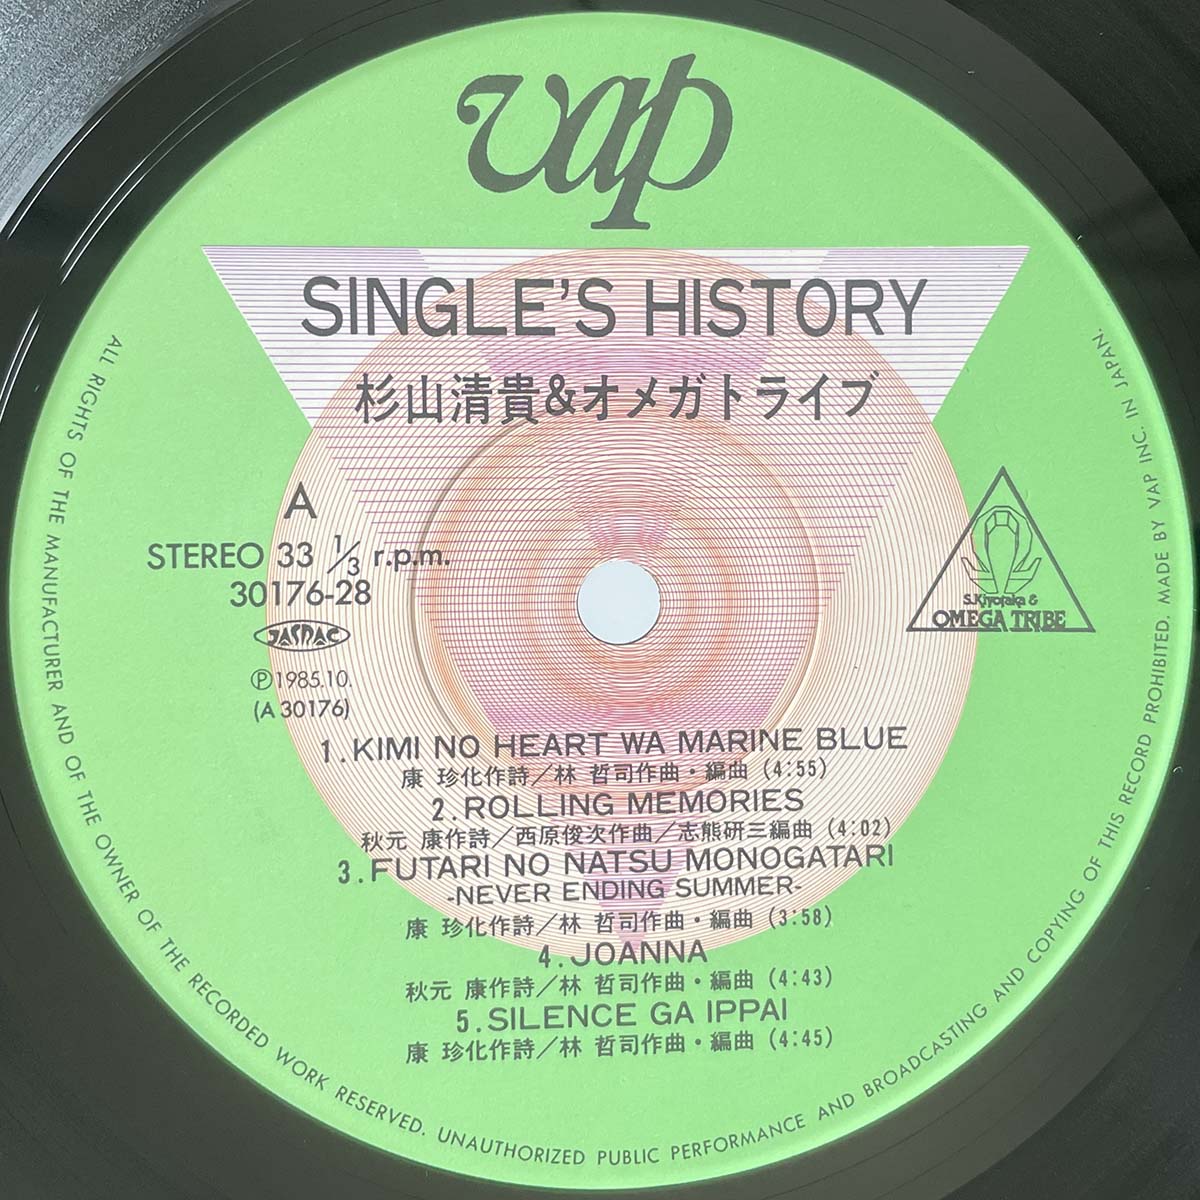 vap
SINGLE'S HISTORY
杉山清貴&オメガトライブ
A
STEREO 33 1/3 r.p.m.
30176-28
JASRAC
Ⓟ1985.10.
(A 30176)
S.Kiyotaka &
OMEGA TRIBE
1.KIMI NO HEART WA MARINE BLUE
康 珍化作詩／林 哲司作曲・編曲 (4:55)
2.ROLLING MEMORIES
秋元 康作詩／西原俊次作曲／志熊研三編曲 (4:02)
3.FUTARI NO NATSU MONOGATARI
-NEVER ENDING SUMMER-
康 珍化作詩／林 哲司作曲・編曲 (3:58)
4.JOANNA
秋元 康作詩／林 哲司作曲・編曲 (4:43)
5.SILENCE GA IPPAI
康 珍化作詩／林 哲司作曲・編曲 (4:45)
ALL RIGHTS OF THE MANUFACTURER AND OF THE OWNER OF THE RECORDED WORK RESERVED. UNAUTHORIZED PUBLIC PERFORMANCE AND BROADCASTING AND COPYING OF THIS RECORD PROHIBITED. MADE BY VAP INC. IN JAPAN.